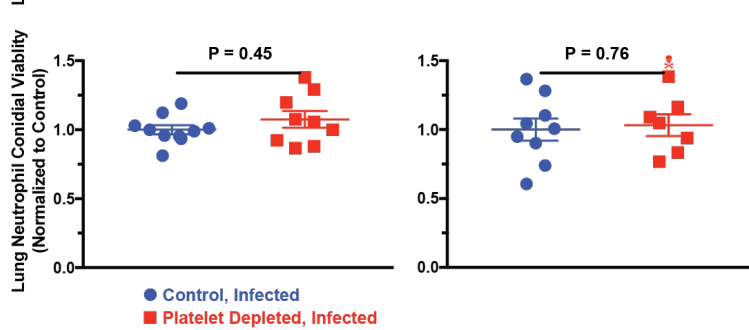 Lung Neutrophil Conidial Viablity
(Normalized to Control)
P = 0.45
1.5
1.0
0.5
0.0
P = 0.76
1.5
1.0
0.5
0.0
Control, Infected
Platelet Depleted, Infected